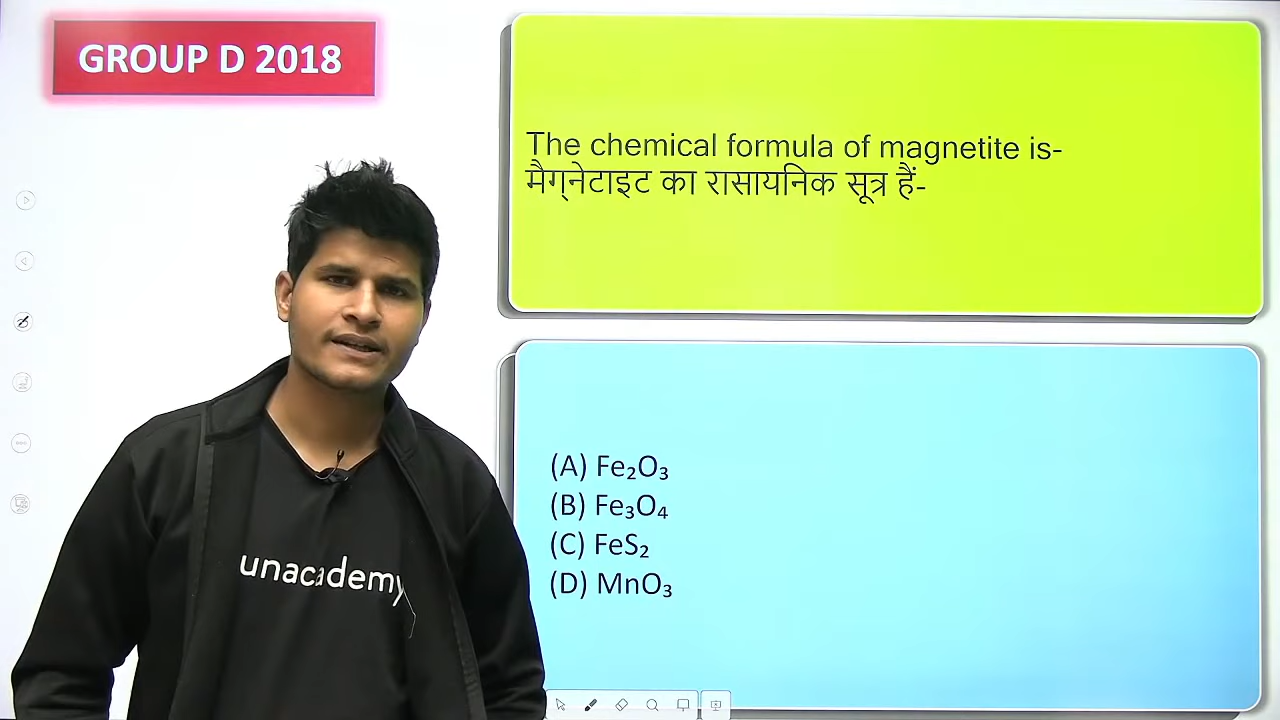 GROUP D 2018
The chemical formula of magnetite is-
मैग्‌नेटाइट का रासायनिक सूत्र हैं-
(A) Fe₂O₃
(B) Fe₃O₄
(C) FeS₂
(D) MnO₃
unacademy